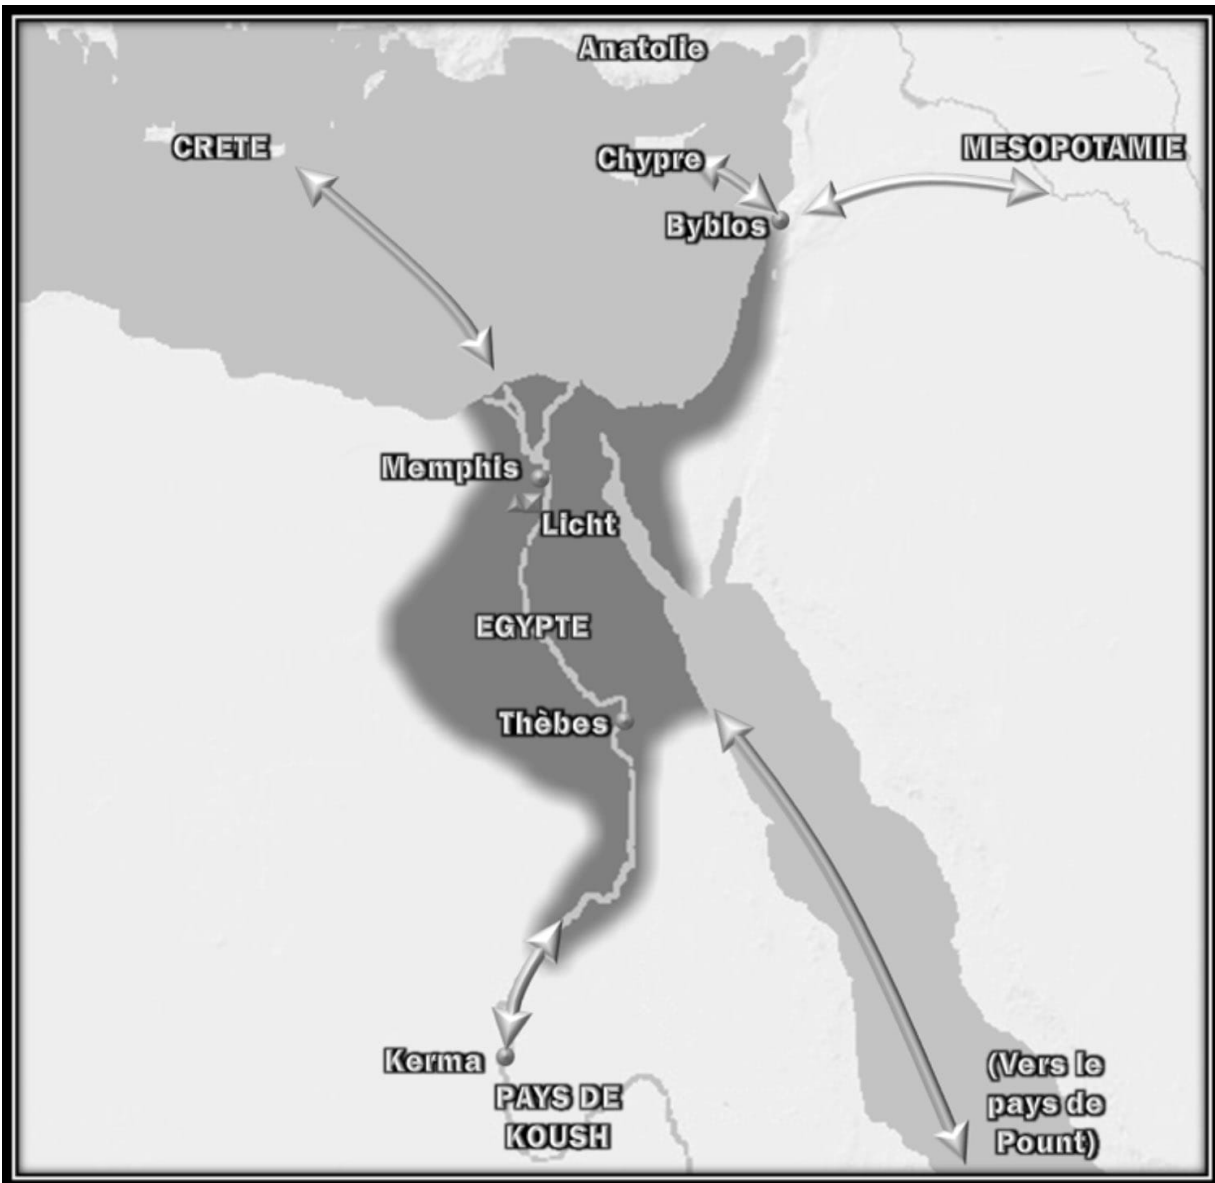 Anatolie
CRETE
Chypre
MESOPOTAMIE
Byblos
Memphis
Licht
EGYPTE
Thèbes
Kerma
PAYS DE
KOUSH
(Vers le
pays de
Pount)